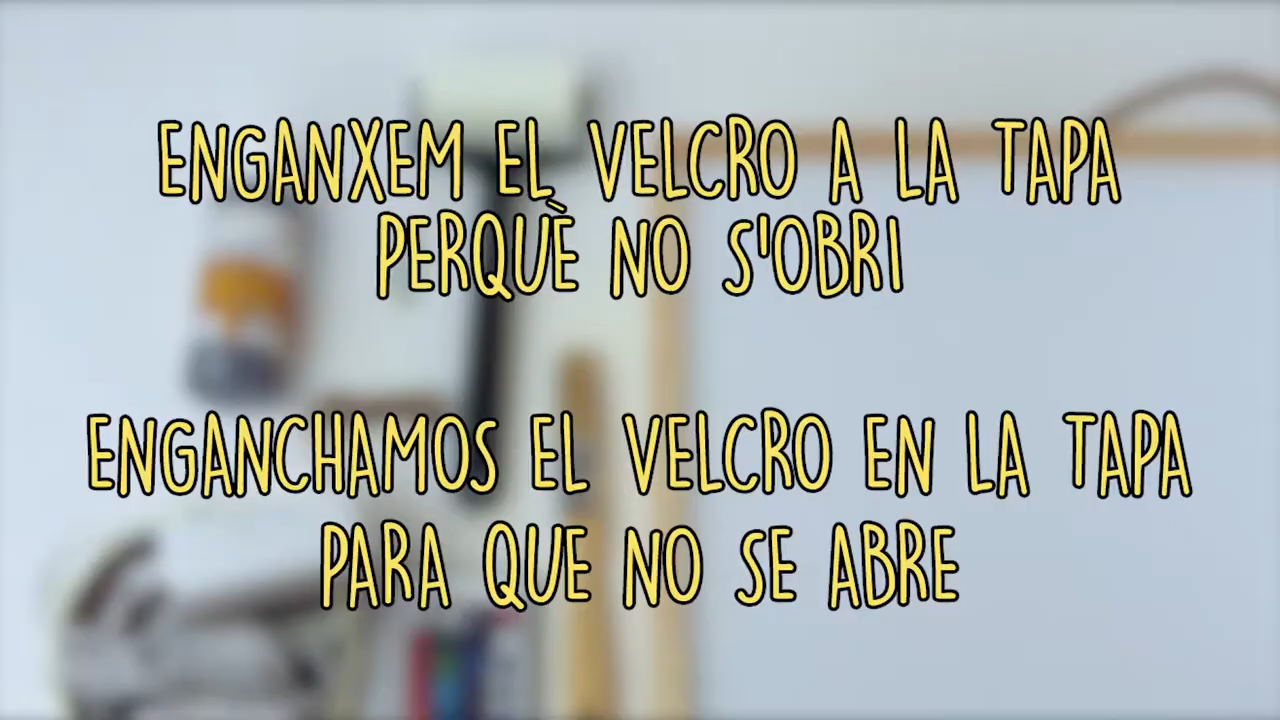 ENGANXEM EL VELCRO A LA TAPA
PERQUÈ NO S'OBRI
ENGANCHAMOS EL VELCRO EN LA TAPA
PARA QUE NO SE ABRE